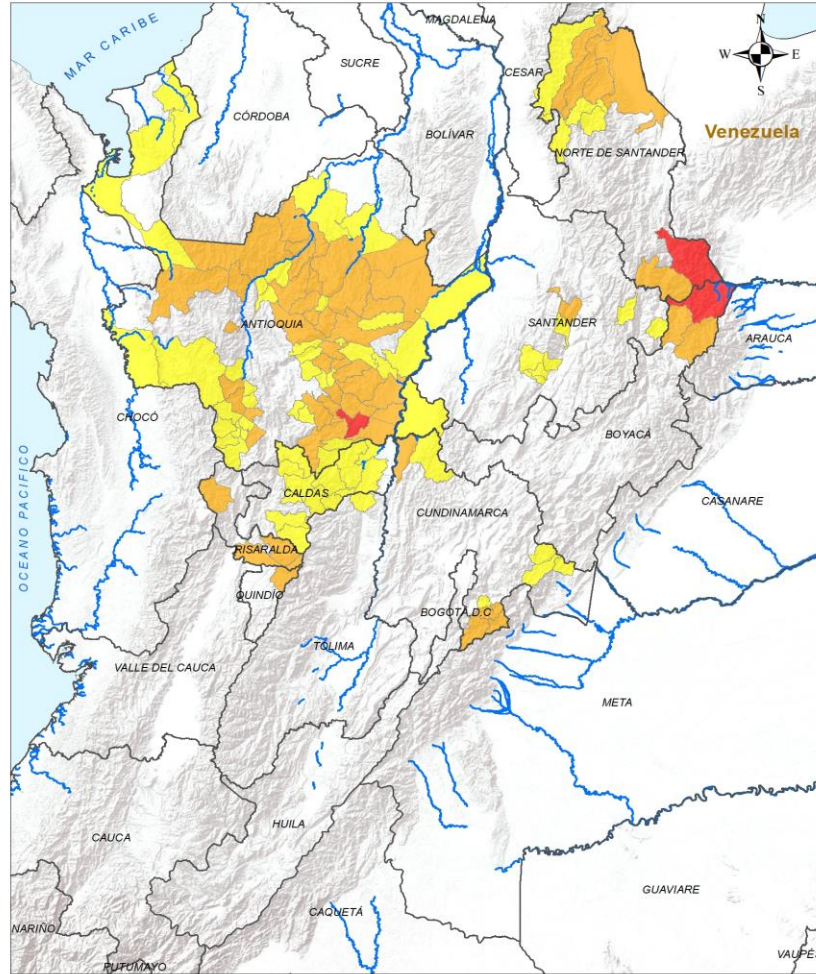 MAGDALENA
N
MAR CARIBE
SUCRE
CESAR
W
E
S
CÓRDOBA
BOLÍVAR
Venezuela
NORTE DE SANTANDER
ANTIOQUIA
SANTANDER
ARAUCA
CHOCÓ
BOYACÁ
OCEANO PACIFICO
CALDAS
CASANARE
CUNDINAMARCA
RISARALDA
QUINDÍO
BOGOTÁ,D.C
TOLIMA
VALLE DEL CAUCA
META
HUILA
CAUCA
GUAVIARE
CAQUETÁ
NARIÑO
VAUPÉS
PUTUMAYO